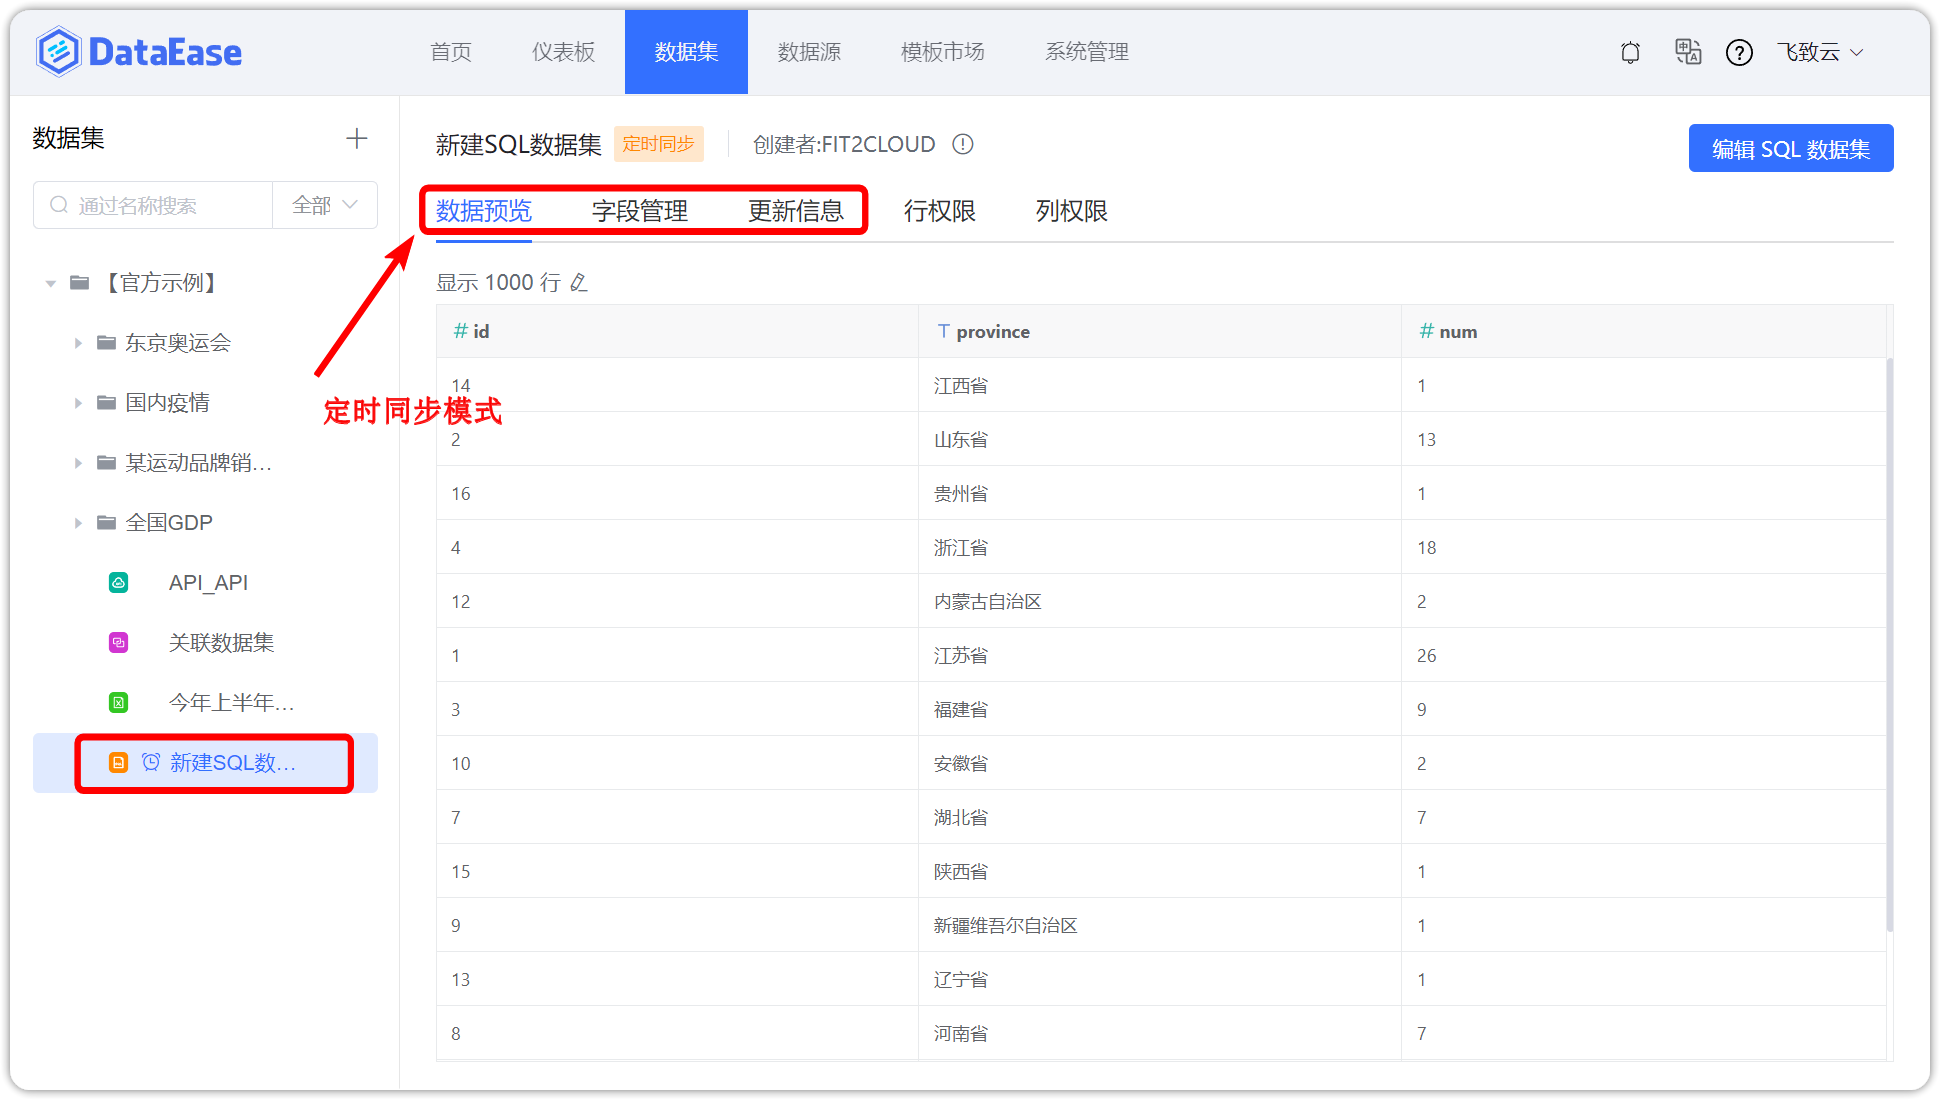 DataEase
首页 仪表板 数据集 数据源 模板市场 系统管理
飞致云
数据集
通过名称搜索 全部
【官方示例】
东京奥运会
国内疫情
某运动品牌销...
全国GDP
API_API
关联数据集
今年上半年...
新建SQL数...
新建SQL数据集 定时同步 创建者:FIT2CLOUD
编辑 SQL 数据集
数据预览 字段管理 更新信息 行权限 列权限
定时同步模式
显示 1000 行
# id T province # num
14 江西省 1
2 山东省 13
16 贵州省 1
4 浙江省 18
12 内蒙古自治区 2
1 江苏省 26
3 福建省 9
10 安徽省 2
7 湖北省 7
15 陕西省 1
9 新疆维吾尔自治区 1
13 辽宁省 1
8 河南省 7